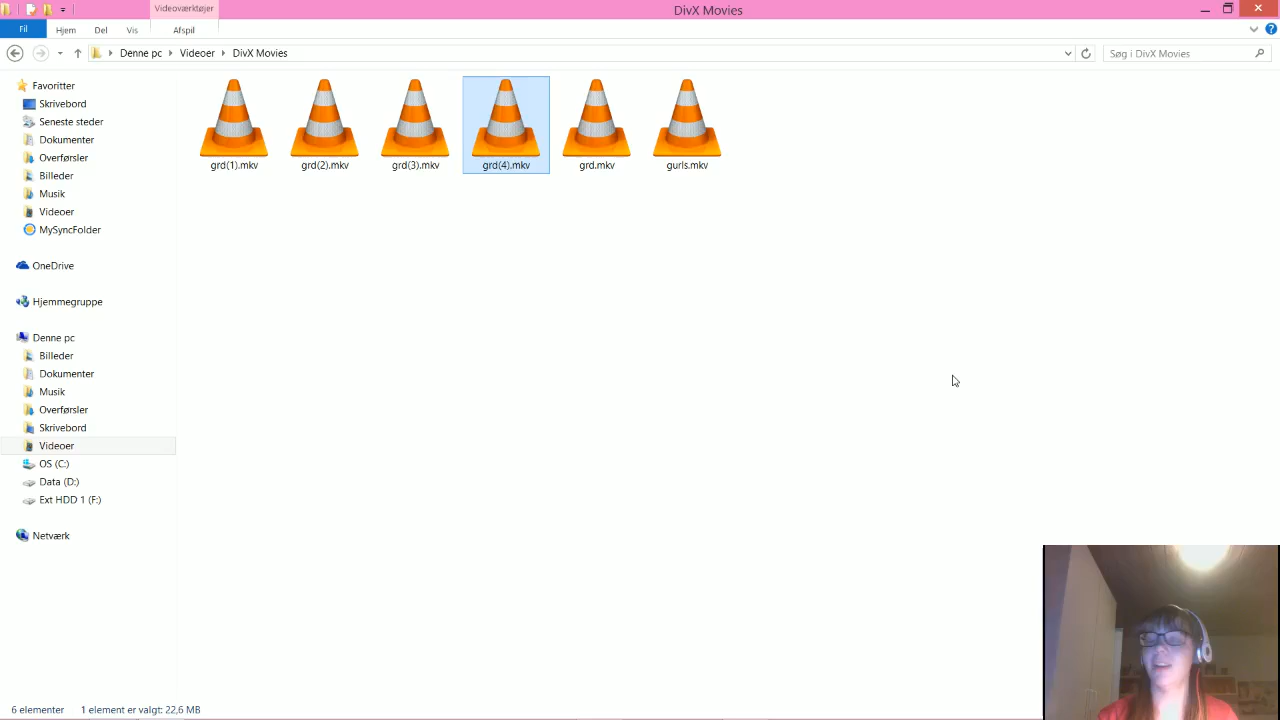 Videoværktøjer
DivX Movies
Fil
Hjem
Del
Vis
Afspil
Denne pc
Videoer
DivX Movies
Søg i DivX Movies
Favoritter
Skrivebord
Seneste steder
Dokumenter
Overførsler
Billeder
Musik
Videoer
MySyncFolder
OneDrive
Hjemmegruppe
Denne pc
Billeder
Dokumenter
Musik
Overførsler
Skrivebord
Videoer
OS (C:)
Data (D:)
Ext HDD 1 (F:)
Netværk
grd(1).mkv
grd(2).mkv
grd(3).mkv
grd(4).mkv
grd.mkv
gurls.mkv
6 elementer
1 element er valgt: 22,6 MB